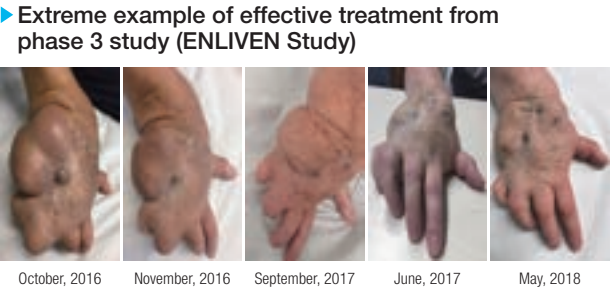 Extreme example of effective treatment from
phase 3 study (ENLIVEN Study)
October, 2016
November, 2016
September, 2017
June, 2017
May, 2018